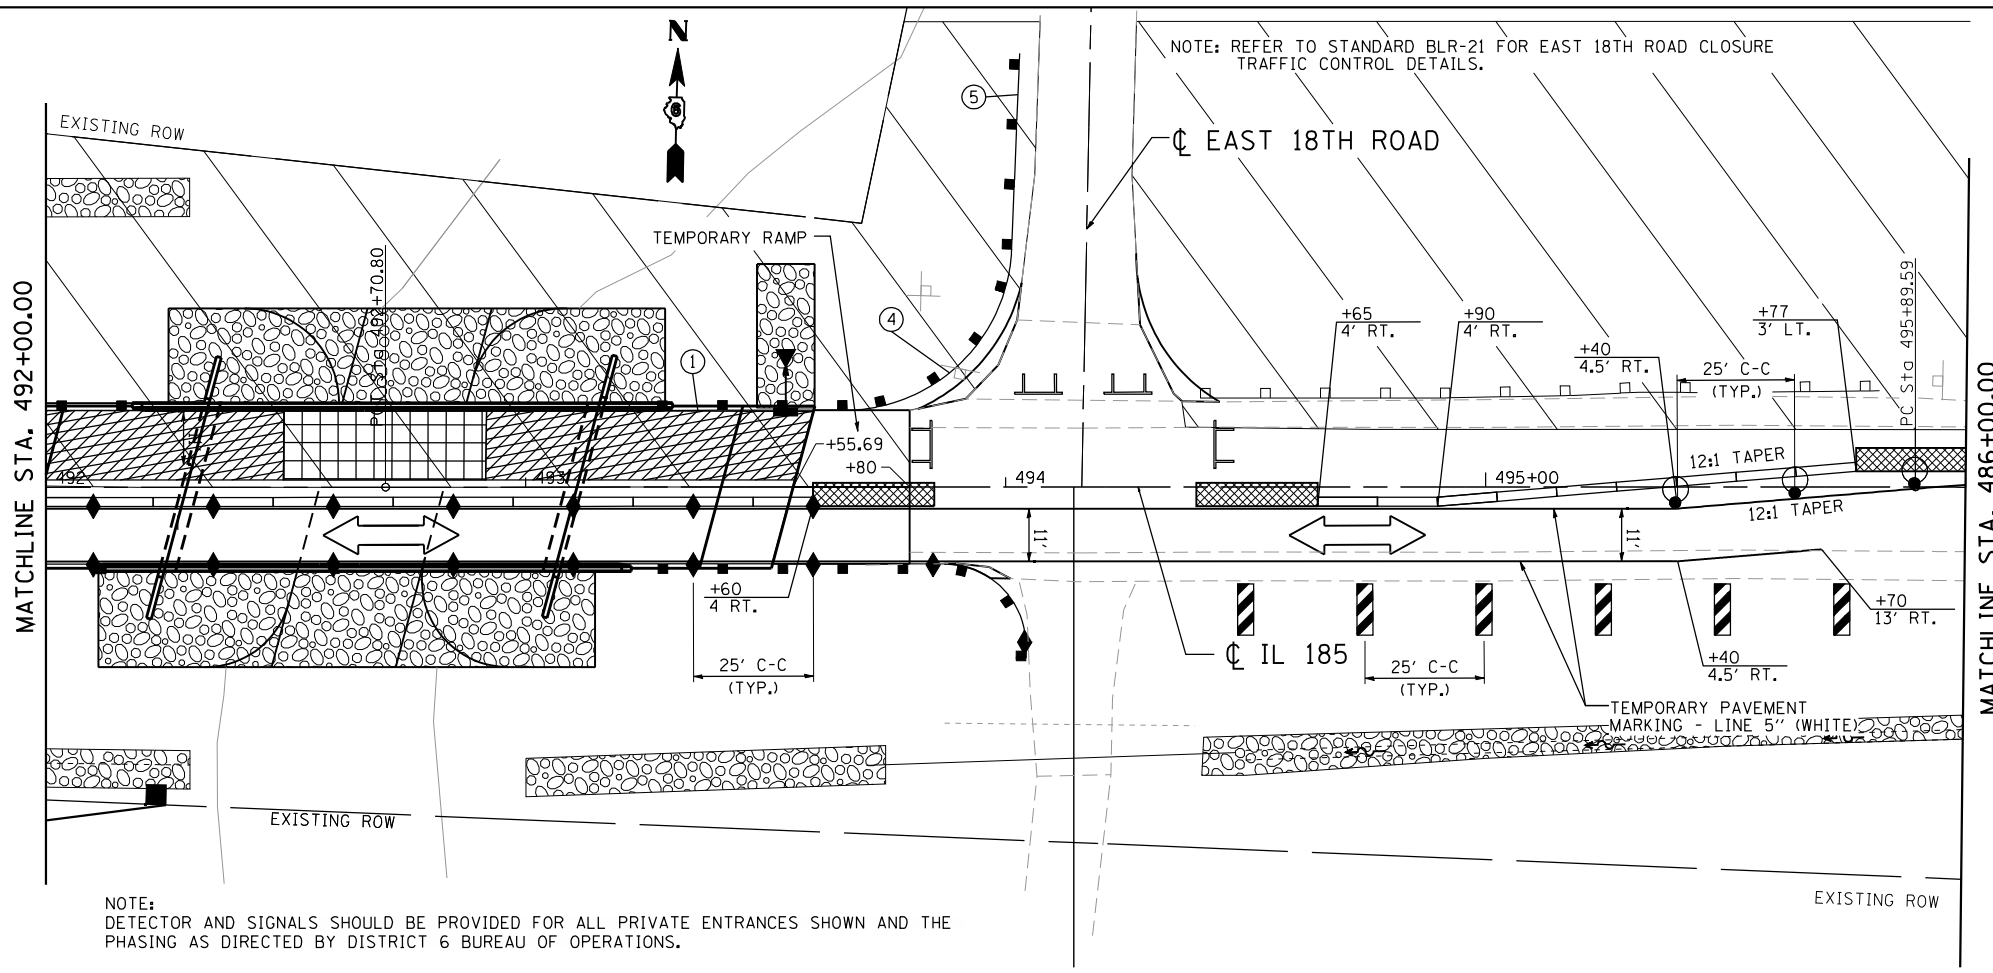 N
6
NOTE: REFER TO STANDARD BLR-21 FOR EAST 18TH ROAD CLOSURE
TRAFFIC CONTROL DETAILS.
5
EXISTING ROW
℄ EAST 18TH ROAD
TEMPORARY RAMP
MATCHLINE STA. 492+00.00
4
1
+65
4' RT.
+90
4' RT.
+77
3' LT.
+40
4.5' RT.
25' C-C
(TYP.)
PC Sta 495+89.59
MATCHLINE STA. 486+00.00
+55.69
+80
12:1 TAPER
492
493
494
495+00
12:1 TAPER
11'
11'
+60
4 RT.
+70
13' RT.
℄ IL 185
25' C-C
(TYP.)
25' C-C
(TYP.)
+40
4.5' RT.
TEMPORARY PAVEMENT
MARKING - LINE 5" (WHITE)
EXISTING ROW
EXISTING ROW
NOTE:
DETECTOR AND SIGNALS SHOULD BE PROVIDED FOR ALL PRIVATE ENTRANCES SHOWN AND THE
PHASING AS DIRECTED BY DISTRICT 6 BUREAU OF OPERATIONS.